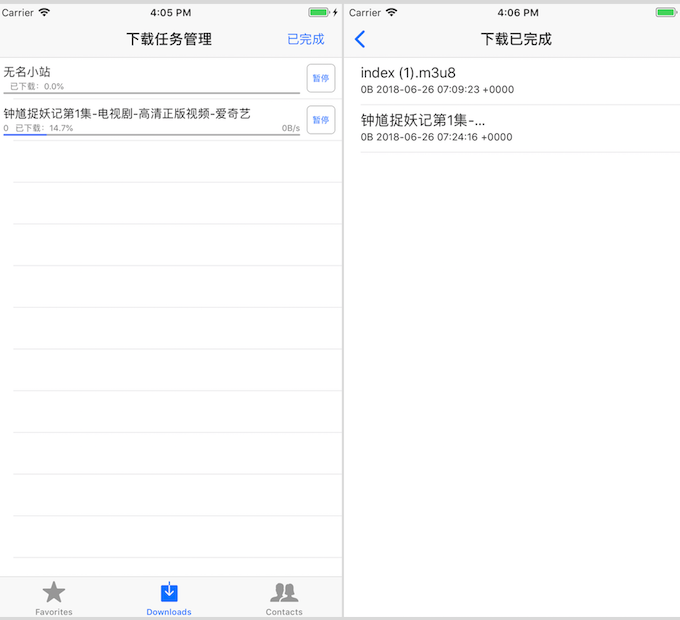 Carrier 4:05 PM
下载任务管理 已完成
无名小站
已下载：0.0%
暂停
钟馗捉妖记第1集-电视剧-高清正版视频-爱奇艺
0 已下载：14.7% 0B/s
暂停
Favorites Downloads Contacts
Carrier 4:06 PM
下载已完成
index (1).m3u8
0B 2018-06-26 07:09:23 +0000
钟馗捉妖记第1集-...
0B 2018-06-26 07:24:16 +0000